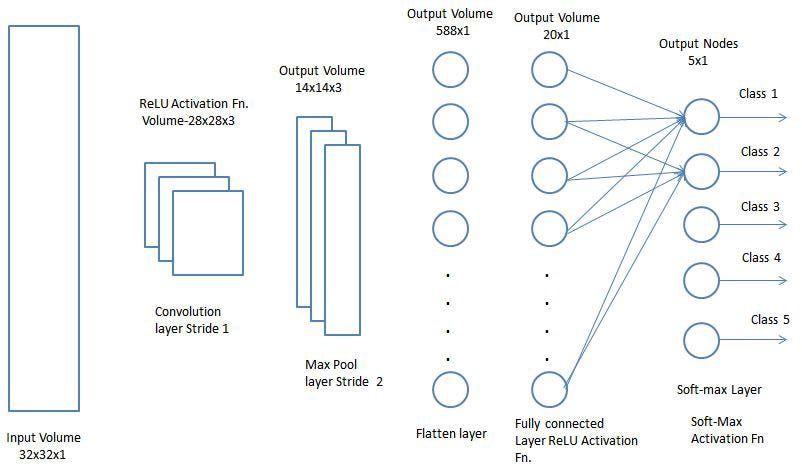 Input Volume
32x32x1
ReLU Activation Fn.
Volume-28x28x3
Convolution
layer Stride 1
Output Volume
14x14x3
Max Pool
layer Stride 2
Output Volume
588x1
Flatten layer
Output Volume
20x1
Fully connected
Layer ReLU Activation
Fn.
Output Nodes
5x1
Class 1
Class 2
Class 3
Class 4
Class 5
Soft-max Layer
Soft-Max
Activation Fn